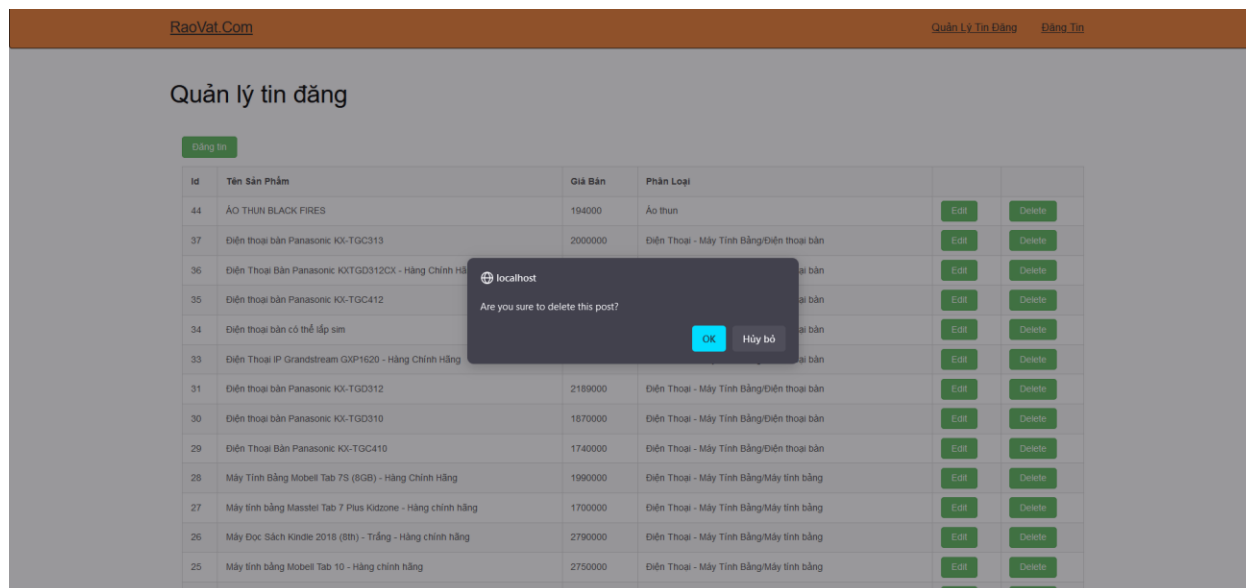 RaoVat.Com Quản Lý Tin Đăng Đăng Tin
Quản lý tin đăng
Đăng tin
Id Tên Sản Phẩm Giá Bán Phân Loại
44 ÁO THUN BLACK FIRES 194000 Áo thun Edit Delete
37 Điện thoại bàn Panasonic KX-TGC313 2000000 Điện Thoại - Máy Tính Bảng/Điện thoại bàn Edit Delete
36 Điện Thoại Bàn Panasonic KXTGD312CX - Hàng Chính Hã ại bàn Edit Delete
35 Điện thoại bàn Panasonic KX-TGC412 ại bàn Edit Delete
34 Điện thoại bàn có thể lắp sim ại bàn Edit Delete
33 Điện Thoại IP Grandstream GXP1620 - Hàng Chính Hãng ại bàn Edit Delete
localhost
Are you sure to delete this post?
OK Hủy bỏ
31 Điện thoại bàn Panasonic KX-TGD312 2189000 Điện Thoại - Máy Tính Bảng/Điện thoại bàn Edit Delete
30 Điện thoại bàn Panasonic KX-TGD310 1870000 Điện Thoại - Máy Tính Bảng/Điện thoại bàn Edit Delete
29 Điện Thoại Bàn Panasonic KX-TGC410 1740000 Điện Thoại - Máy Tính Bảng/Điện thoại bàn Edit Delete
28 Máy Tính Bảng Mobell Tab 7S (8GB) - Hàng Chính Hãng 1990000 Điện Thoại - Máy Tính Bảng/Máy tính bảng Edit Delete
27 Máy tính bảng Masstel Tab 7 Plus Kidzone - Hàng chính hãng 1700000 Điện Thoại - Máy Tính Bảng/Máy tính bảng Edit Delete
26 Máy Đọc Sách Kindle 2018 (8th) - Trắng - Hàng chính hãng 2790000 Điện Thoại - Máy Tính Bảng/Máy tính bảng Edit Delete
25 Máy tính bảng Mobell Tab 10 - Hàng chính hãng 2750000 Điện Thoại - Máy Tính Bảng/Máy tính bảng Edit Delete